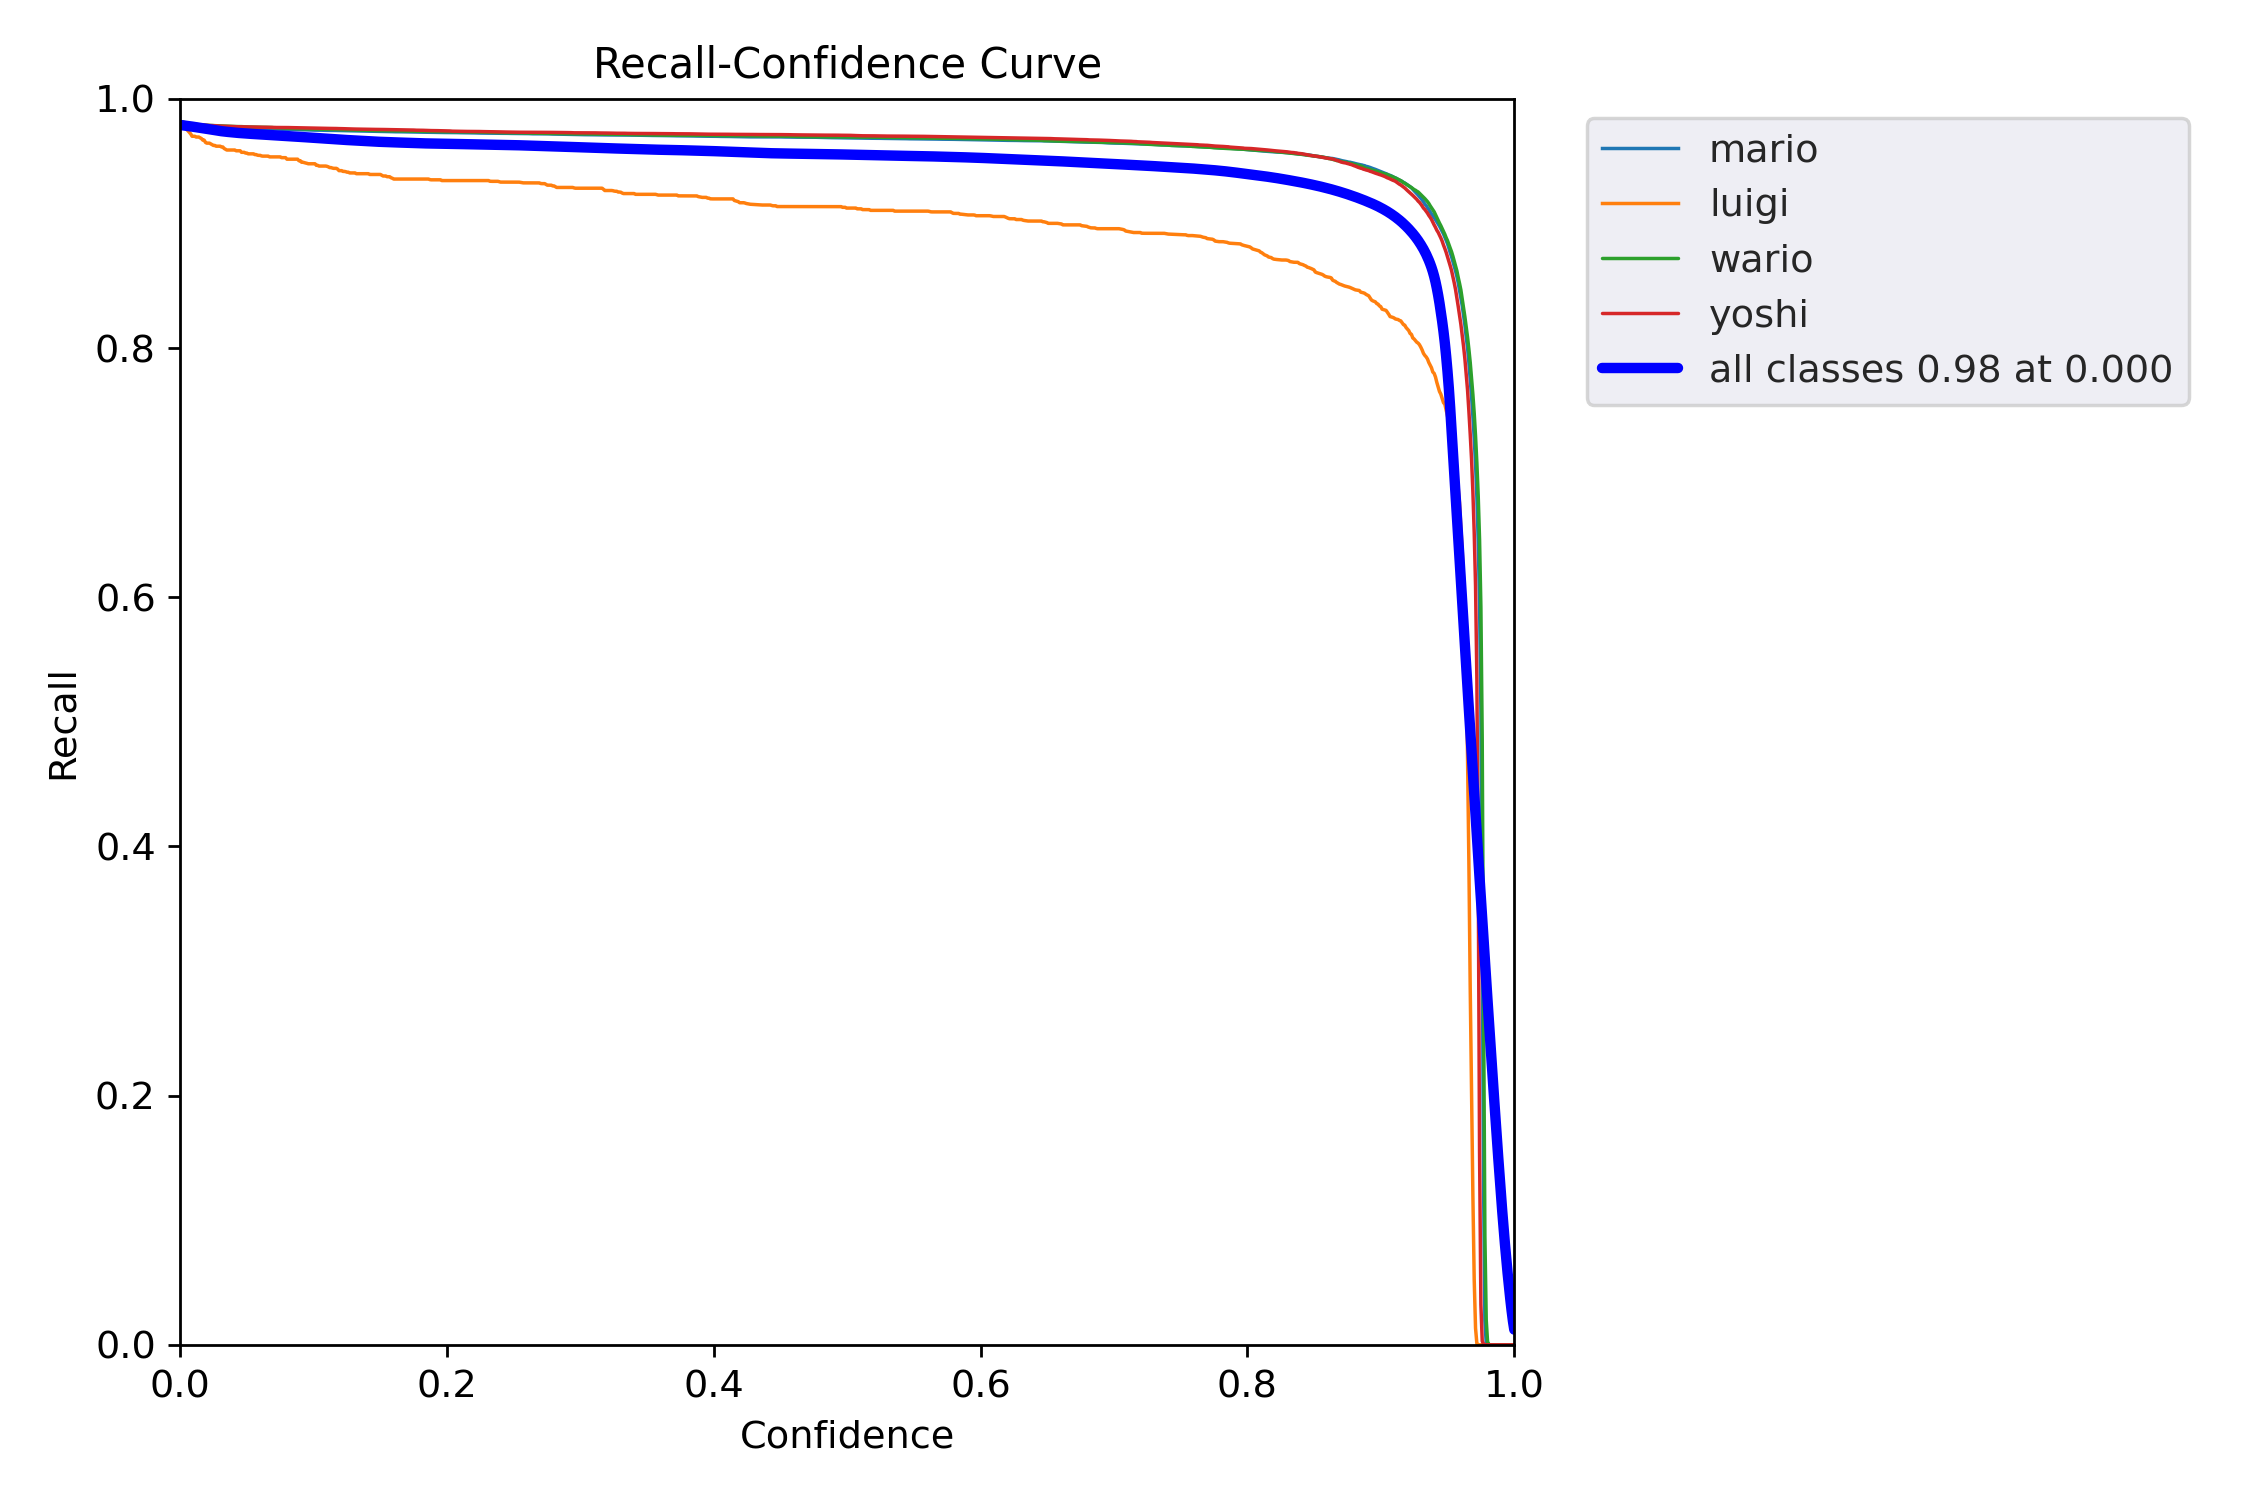 Recall-Confidence Curve
1.0
0.8
0.6
0.4
0.2
0.0
Recall
0.0 0.2 0.4 0.6 0.8 1.0
Confidence
mario
luigi
wario
yoshi
all classes 0.98 at 0.000